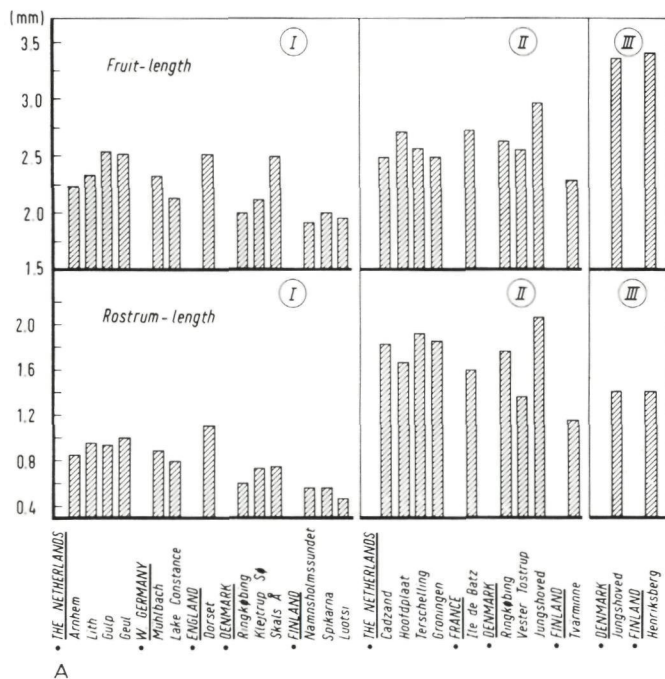 (mm)
3.5
3.0
2.5
2.0
1.5
Fruit-length
I
II
III
2.0
1.6
1.2
0.8
0.4
Rostrum-length
I
II
III
• THE NETHERLANDS
Arnhem
Lith
Gulp
Geul
• W. GERMANY
Muhlbach
Lake Constance
• ENGLAND
Dorset
• DENMARK
Ringkøbing
Klejtrup Sø
Skals Å
• FINLAND
Namnsholmssundet
Spikarna
Luotsi
• THE NETHERLANDS
Cadzand
Hoofdplaat
Terschelling
Groningen
• FRANCE
Ile de Batz
• DENMARK
Ringkøbing
Vester Tostrup
Jungshoved
• FINLAND
Tvarminne
• DENMARK
Jungshoved
• FINLAND
Henriksberg
A